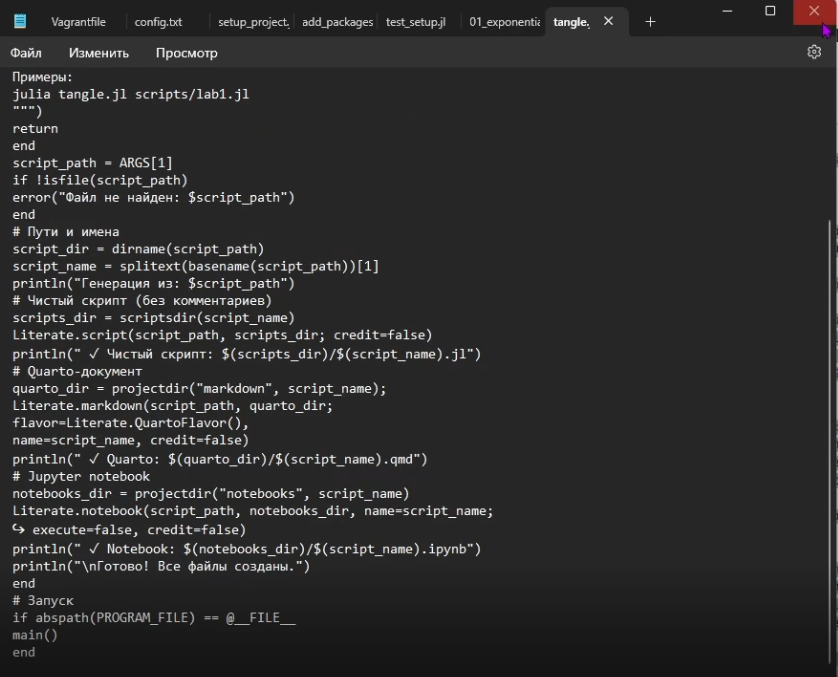 Vagrantfile config.txt setup_project. add_packages test_setup.jl 01_exponentia tangle.
Файл Изменить Просмотр
Примеры:
julia tangle.jl scripts/lab1.jl
""")
return
end
script_path = ARGS[1]
if !isfile(script_path)
error("Файл не найден: $script_path")
end
# Пути и имена
script_dir = dirname(script_path)
script_name = splitext(basename(script_path))[1]
println("Генерация из: $script_path")
# Чистый скрипт (без комментариев)
scripts_dir = scriptsdir(script_name)
Literate.script(script_path, scripts_dir; credit=false)
println(" ✓ Чистый скрипт: $(scripts_dir)/$(script_name).jl")
# Quarto-документ
quarto_dir = projectdir("markdown", script_name);
Literate.markdown(script_path, quarto_dir;
flavor=Literate.QuartoFlavor(),
name=script_name, credit=false)
println(" ✓ Quarto: $(quarto_dir)/$(script_name).qmd")
# Jupyter notebook
notebooks_dir = projectdir("notebooks", script_name)
Literate.notebook(script_path, notebooks_dir, name=script_name;
↪ execute=false, credit=false)
println(" ✓ Notebook: $(notebooks_dir)/$(script_name).ipynb")
println("\nГотово! Все файлы созданы.")
end
# Запуск
if abspath(PROGRAM_FILE) == @__FILE__
main()
end